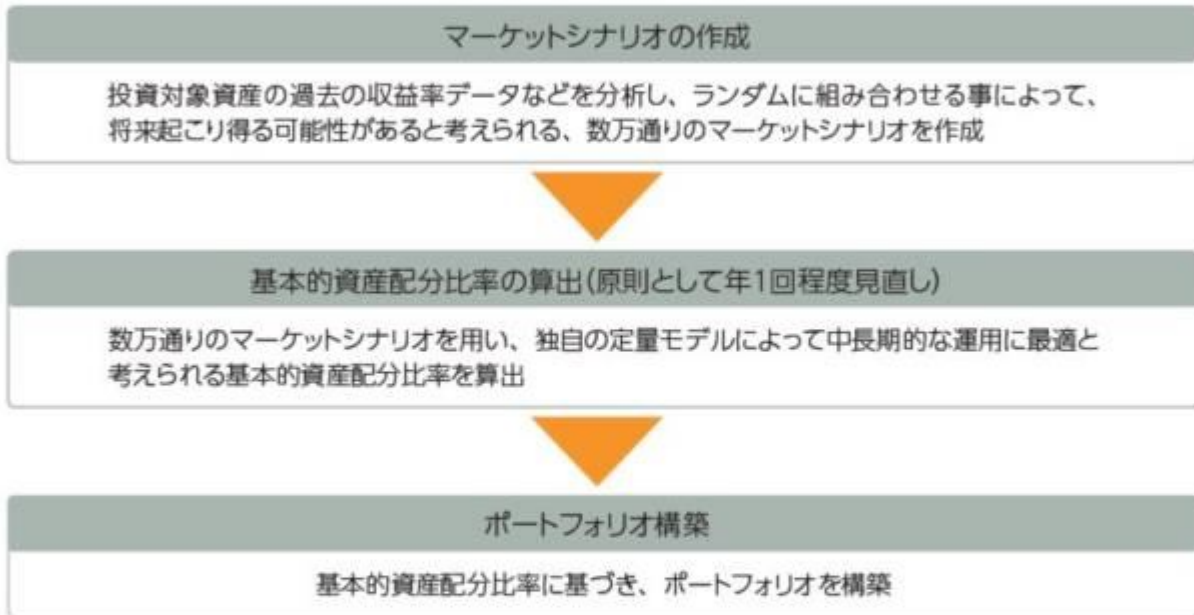 マーケットシナリオの作成
投資対象資産の過去の収益率データなどを分析し、ランダムに組み合わせる事によって、
将来起こり得る可能性があると考えられる、数万通りのマーケットシナリオを作成
基本的資産配分比率の算出(原則として年1回程度見直し)
数万通りのマーケットシナリオを用い、独自の定量モデルによって中長期的な運用に最適と
考えられる基本的資産配分比率を算出
ポートフォリオ構築
基本的資産配分比率に基づき、ポートフォリオを構築